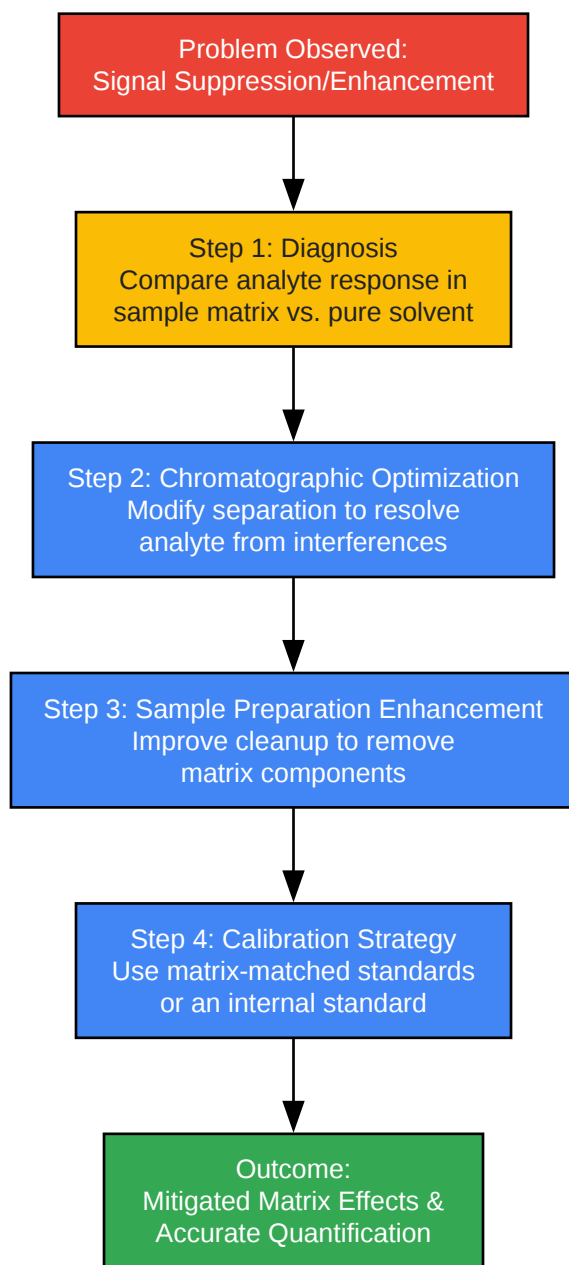 Problem Observed:
Signal Suppression/Enhancement
Step 1: Diagnosis
Compare analyte response in
sample matrix vs. pure solvent
Step 2: Chromatographic Optimization
Modify separation to resolve
analyte from interferences
Step 3: Sample Preparation Enhancement
Improve cleanup to remove
matrix components
Step 4: Calibration Strategy
Use matrix-matched standards
or an internal standard
Outcome:
Mitigated Matrix Effects &
Accurate Quantification